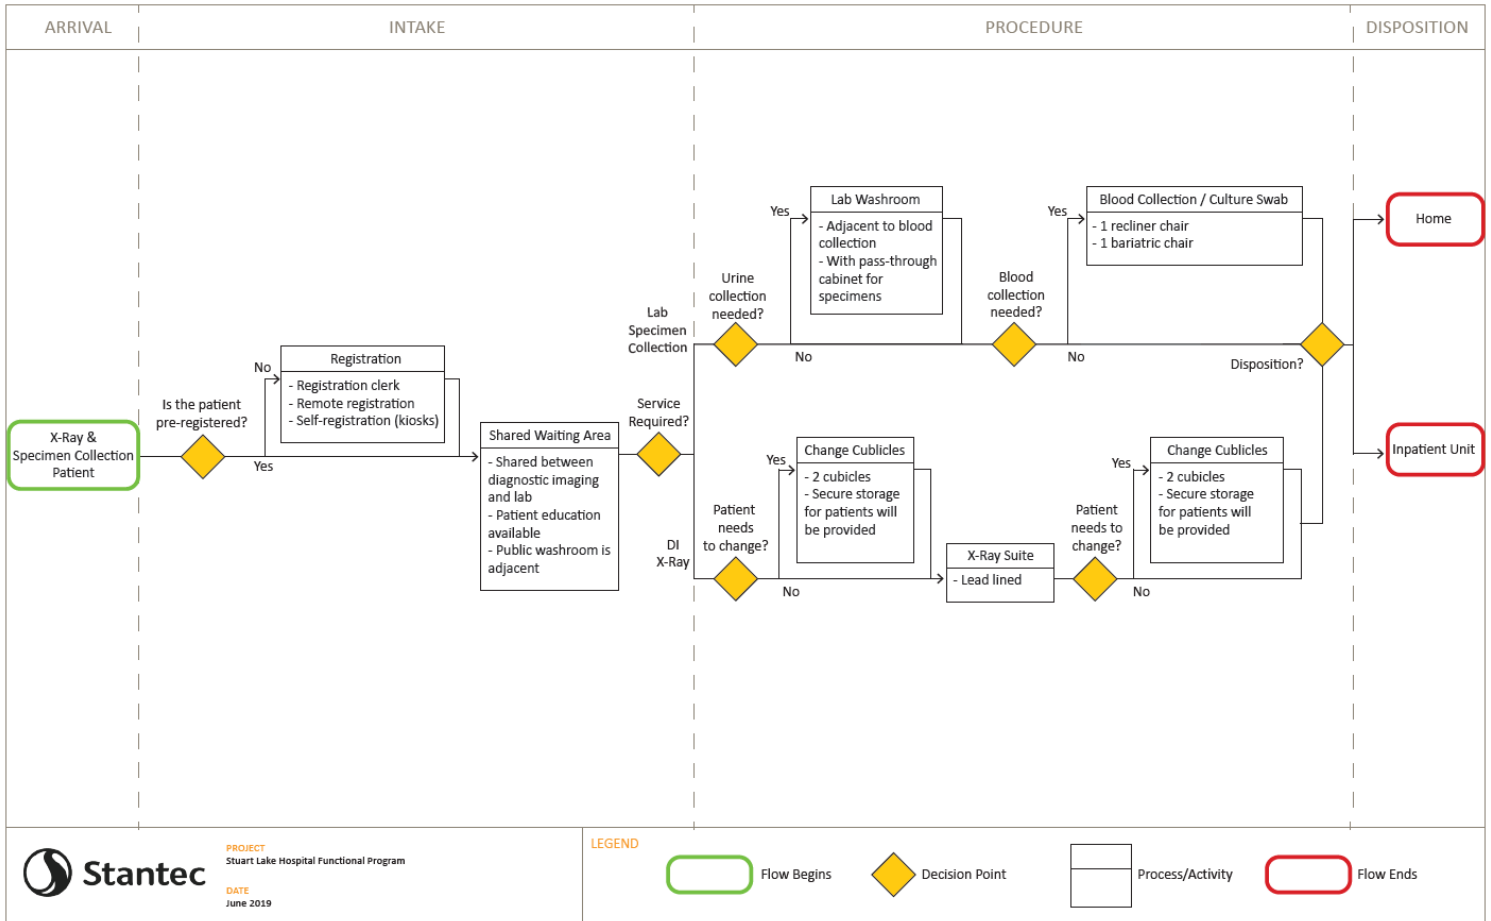 ARRIVAL
INTAKE
PROCEDURE
DISPOSITION
X-Ray &
Specimen Collection
Patient
Is the patient
pre-registered?
No
Yes
Registration
- Registration clerk
- Remote registration
- Self-registration (kiosks)
Shared Waiting Area
- Shared between
diagnostic imaging
and lab
- Patient education
available
- Public washroom is
adjacent
Service
Required?
Lab
Specimen
Collection
Urine
collection
needed?
Yes
No
Lab Washroom
- Adjacent to blood
collection
- With pass-through
cabinet for
specimens
Blood
collection
needed?
Yes
No
Blood Collection / Culture Swab
- 1 recliner chair
- 1 bariatric chair
Disposition?
Home
Inpatient Unit
DI
X-Ray
Patient
needs
to change?
Yes
No
Change Cublicles
- 2 cubicles
- Secure storage
for patients will
be provided
X-Ray Suite
- Lead lined
Patient
needs to
change?
Yes
No
Change Cublicles
- 2 cubicles
- Secure storage
for patients will
be provided
Stantec
PROJECT
Stuart Lake Hospital Functional Program
DATE
June 2019
LEGEND
Flow Begins
Decision Point
Process/Activity
Flow Ends